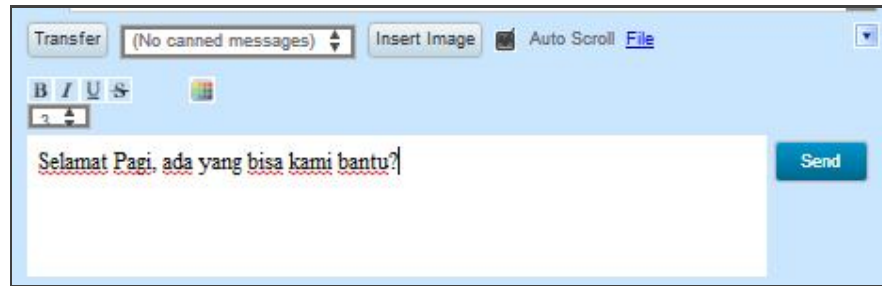 Transfer (No canned messages) Insert Image Auto Scroll File
B I U S
3
Selamat Pagi, ada yang bisa kami bantu?
Send